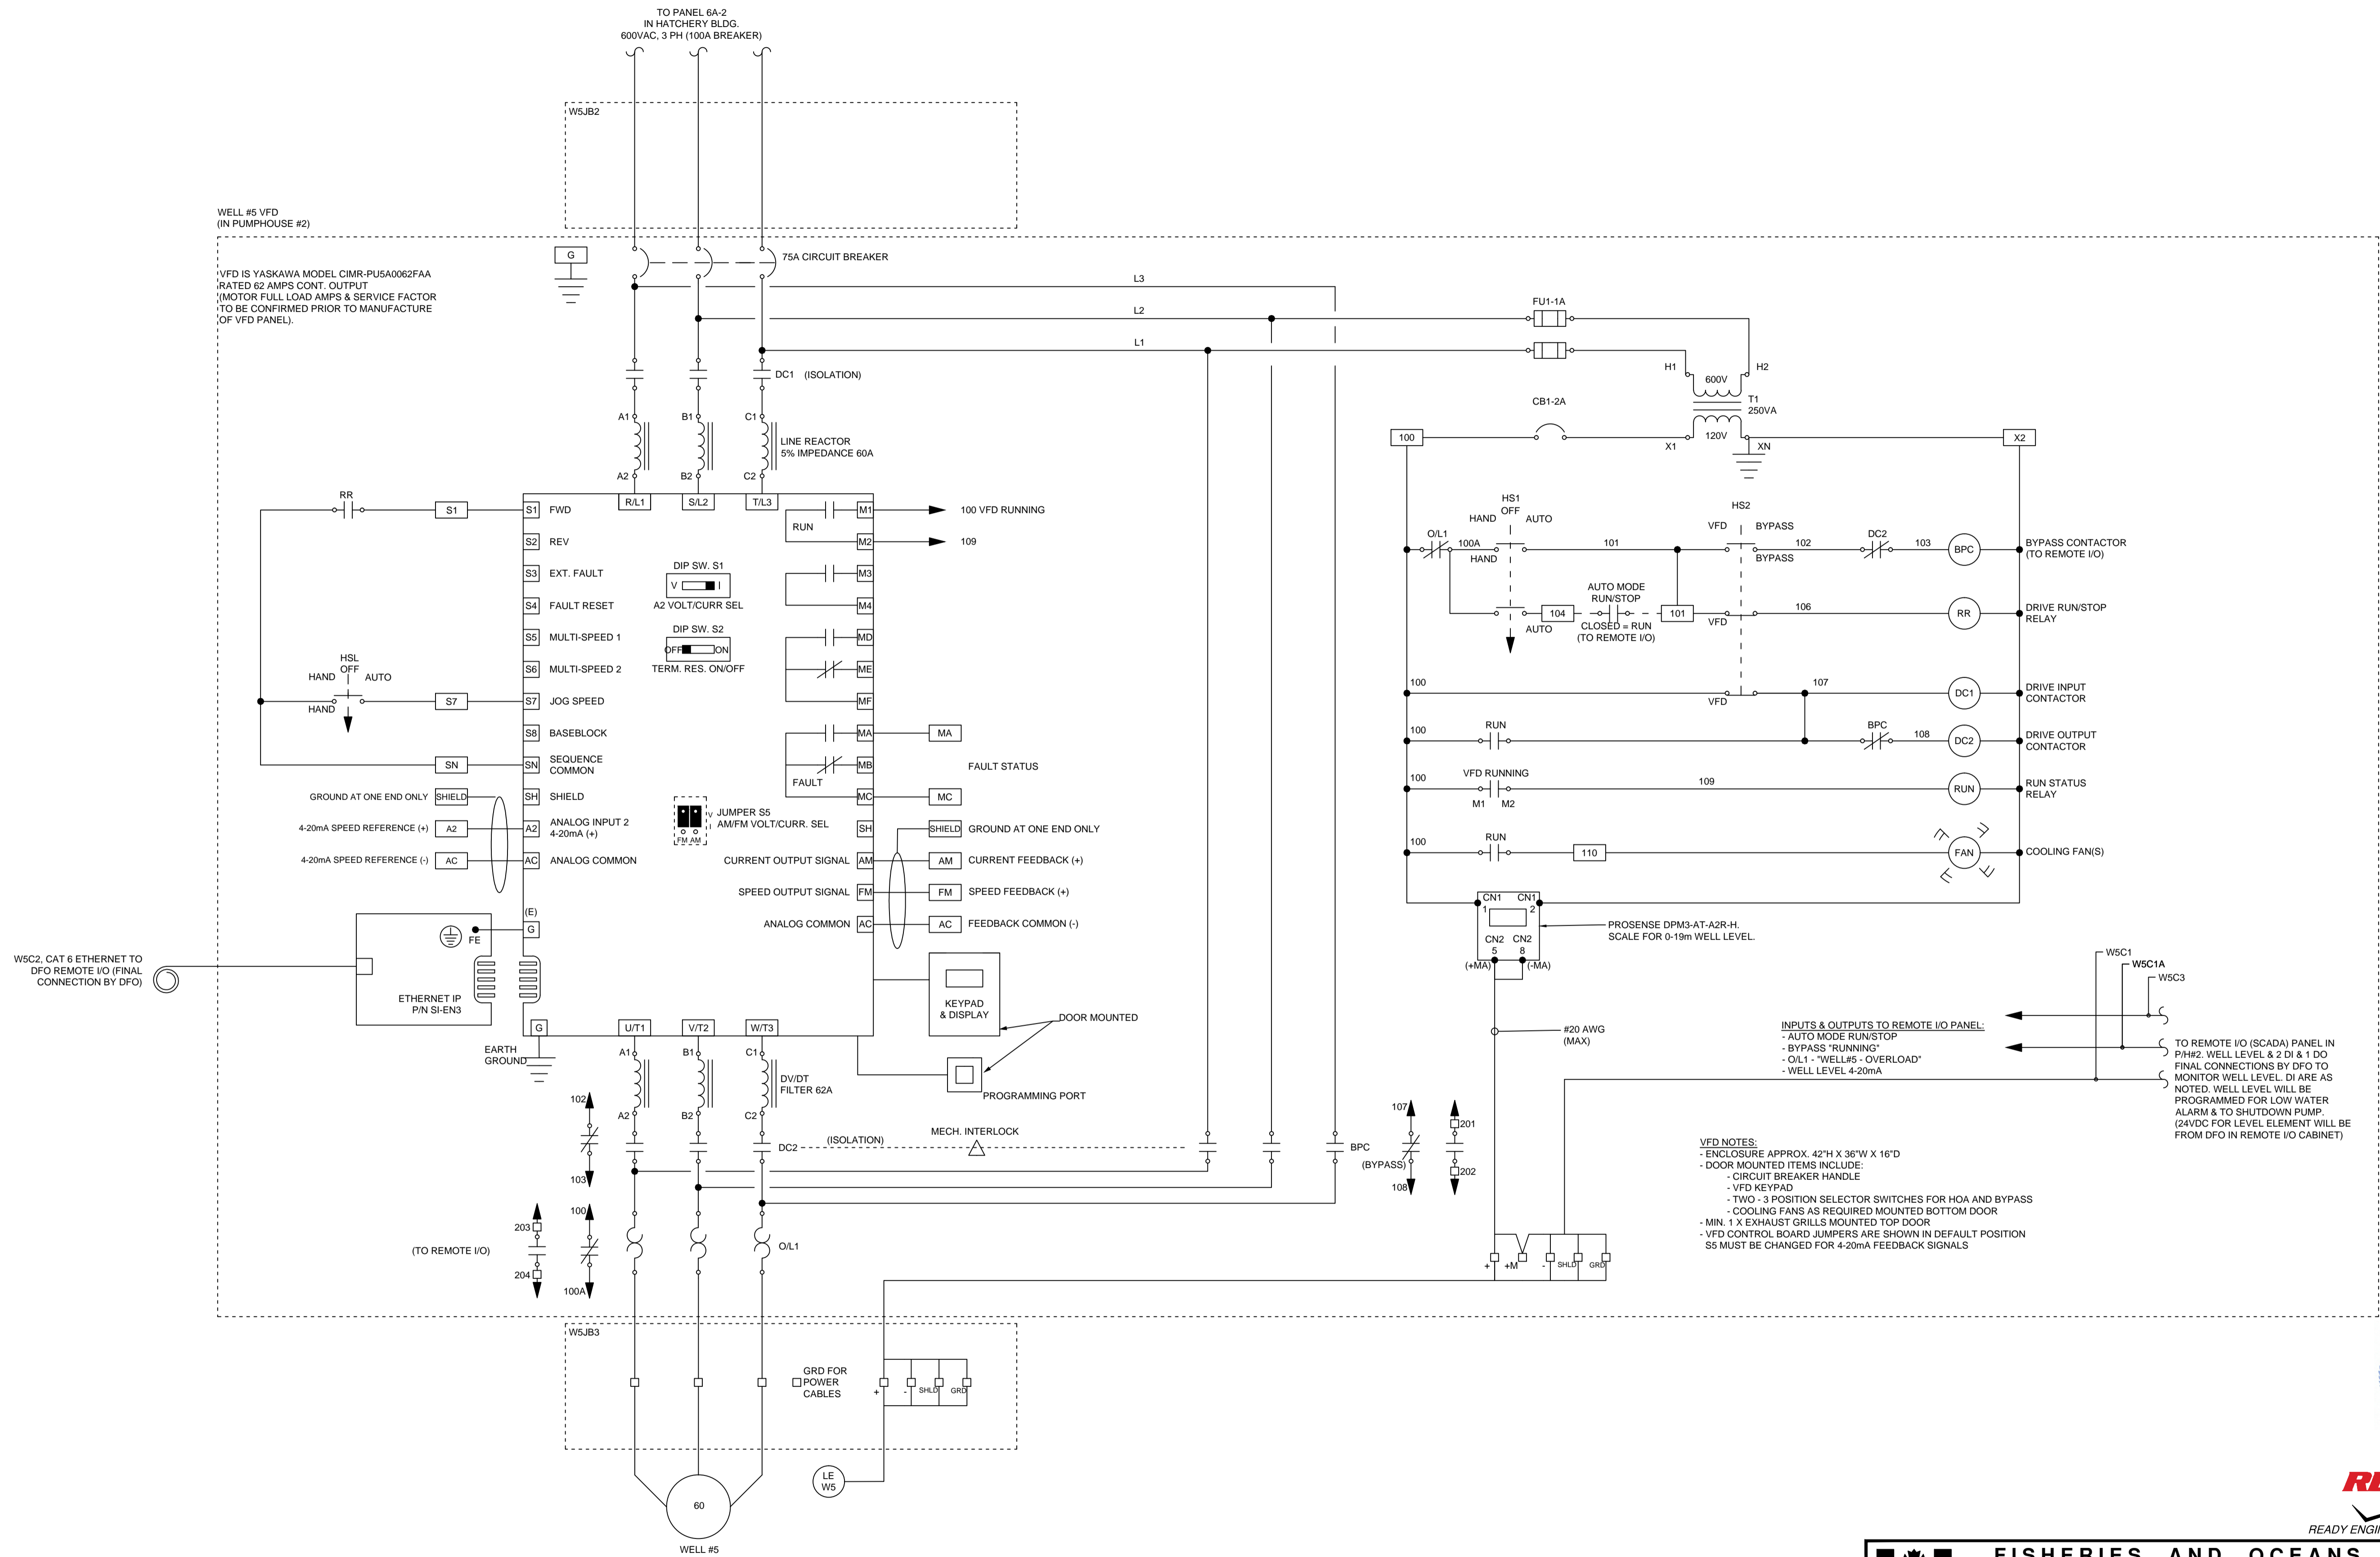 TO PANEL 6A-2
IN HATCHERY BLDG.
600VAC, 3 PH (100A BREAKER)
W5JB2
WELL #5 VFD
(IN PUMPHOUSE #2)
G
75A CIRCUIT BREAKER
VFD IS YASKAWA MODEL CIMR-PU5A0062FAA
RATED 62 AMPS CONT. OUTPUT
(MOTOR FULL LOAD AMPS & SERVICE FACTOR
TO BE CONFIRMED PRIOR TO MANUFACTURE
OF VFD PANEL).
L3
L2
L1
FU1-1A
H1
H2
600V
T1
250VA
120V
X1
XN
CB1-2A
100
X2
DC1 (ISOLATION)
A1
B1
C1
LINE REACTOR
5% IMPEDANCE 60A
A2
B2
C2
R/L1
S/L2
T/L3
RR
S1
S1
FWD
S2
REV
S3
EXT. FAULT
S4
FAULT RESET
S5
MULTI-SPEED 1
S6
MULTI-SPEED 2
HSL
OFF
HAND
AUTO
HAND
S7
S7
JOG SPEED
S8
BASEBLOCK
SN
SN
SEQUENCE
COMMON
GROUND AT ONE END ONLY
SHIELD
SH
SHIELD
4-20mA SPEED REFERENCE (+)
A2
A2
ANALOG INPUT 2
4-20mA (+)
4-20mA SPEED REFERENCE (-)
AC
AC
ANALOG COMMON
DIP SW. S1
V
I
A2 VOLT/CURR SEL
DIP SW. S2
OFF
ON
TERM. RES. ON/OFF
V
I
FM AM
JUMPER S5
AM/FM VOLT/CURR. SEL
RUN
M1
100 VFD RUNNING
M2
109
M3
M4
MD
ME
MF
MA
MA
MB
FAULT
FAULT STATUS
MC
MC
SH
SHIELD
GROUND AT ONE END ONLY
CURRENT OUTPUT SIGNAL
AM
AM
CURRENT FEEDBACK (+)
SPEED OUTPUT SIGNAL
FM
FM
SPEED FEEDBACK (+)
ANALOG COMMON
AC
AC
FEEDBACK COMMON (-)
(E)
G
FE
ETHERNET IP
P/N SI-EN3
W5C2, CAT 6 ETHERNET TO
DFO REMOTE I/O (FINAL
CONNECTION BY DFO)
KEYPAD
& DISPLAY
DOOR MOUNTED
PROGRAMMING PORT
G
EARTH
GROUND
U/T1
V/T2
W/T3
A1
B1
C1
DV/DT
FILTER 62A
A2
B2
C2
102
103
DC2
(ISOLATION)
MECH. INTERLOCK
BPC
(BYPASS)
107
108
201
202
(TO REMOTE I/O)
203
204
100
100A
O/L1
HS1
OFF
HAND
AUTO
HS2
O/L1
100A
HAND
101
VFD
BYPASS
BYPASS
102
DC2
103
BPC
BYPASS CONTACTOR
(TO REMOTE I/O)
AUTO
104
AUTO MODE
RUN/STOP
CLOSED = RUN
(TO REMOTE I/O)
101
VFD
106
RR
DRIVE RUN/STOP
RELAY
100
VFD
107
DC1
DRIVE INPUT
CONTACTOR
100
RUN
BPC
108
DC2
DRIVE OUTPUT
CONTACTOR
100
VFD RUNNING
M1
M2
109
RUN
RUN STATUS
RELAY
100
RUN
110
FAN
COOLING FAN(S)
CN1
1
CN1
2
CN2
5
CN2
8
(+MA)
(-MA)
PROSENSE DPM3-AT-A2R-H.
SCALE FOR 0-19m WELL LEVEL.
#20 AWG
(MAX)
W5C1
W5C1A
W5C3
INPUTS & OUTPUTS TO REMOTE I/O PANEL:
- AUTO MODE RUN/STOP
- BYPASS "RUNNING"
- O/L1 - "WELL#5 - OVERLOAD"
- WELL LEVEL 4-20mA
TO REMOTE I/O (SCADA) PANEL IN
P/H#2. WELL LEVEL & 2 DI & 1 DO
FINAL CONNECTIONS BY DFO TO
MONITOR WELL LEVEL. DI ARE AS
NOTED. WELL LEVEL WILL BE
PROGRAMMED FOR LOW WATER
ALARM & TO SHUTDOWN PUMP.
(24VDC FOR LEVEL ELEMENT WILL BE
FROM DFO IN REMOTE I/O CABINET)
VFD NOTES:
- ENCLOSURE APPROX. 42"H X 36"W X 16"D
- DOOR MOUNTED ITEMS INCLUDE:
- CIRCUIT BREAKER HANDLE
- VFD KEYPAD
- TWO - 3 POSITION SELECTOR SWITCHES FOR HOA AND BYPASS
- COOLING FANS AS REQUIRED MOUNTED BOTTOM DOOR
- MIN. 1 X EXHAUST GRILLS MOUNTED TOP DOOR
- VFD CONTROL BOARD JUMPERS ARE SHOWN IN DEFAULT POSITION
S5 MUST BE CHANGED FOR 4-20mA FEEDBACK SIGNALS
+
+M
-
SHLD
GRD
W5JB3
GRD FOR
POWER
CABLES
+
-
SHLD
GRD
LE
W5
60
WELL #5
READY
FISHERIES AND OCEANS